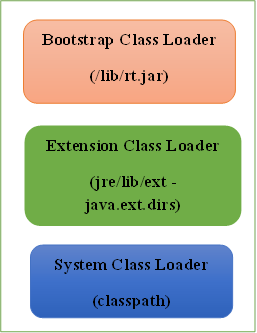 Bootstrap Class Loader
(/lib/rt.jar)
Extension Class Loader
(jre/lib/ext -
java.ext.dirs)
System Class Loader
(classpath)